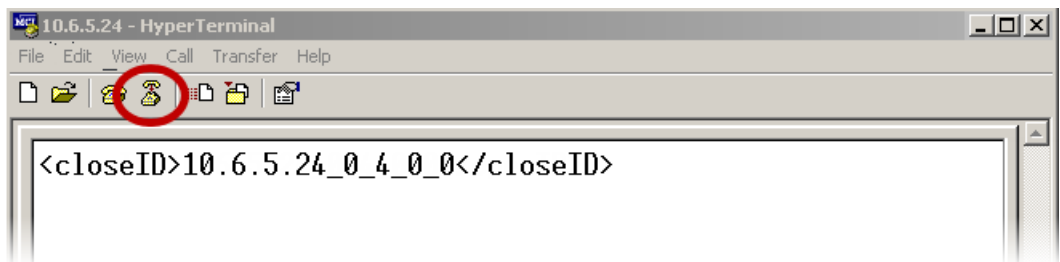 10.6.5.24 - HyperTerminal
File Edit View Call Transfer Help
<closeID>10.6.5.24_0_4_0_0</closeID>